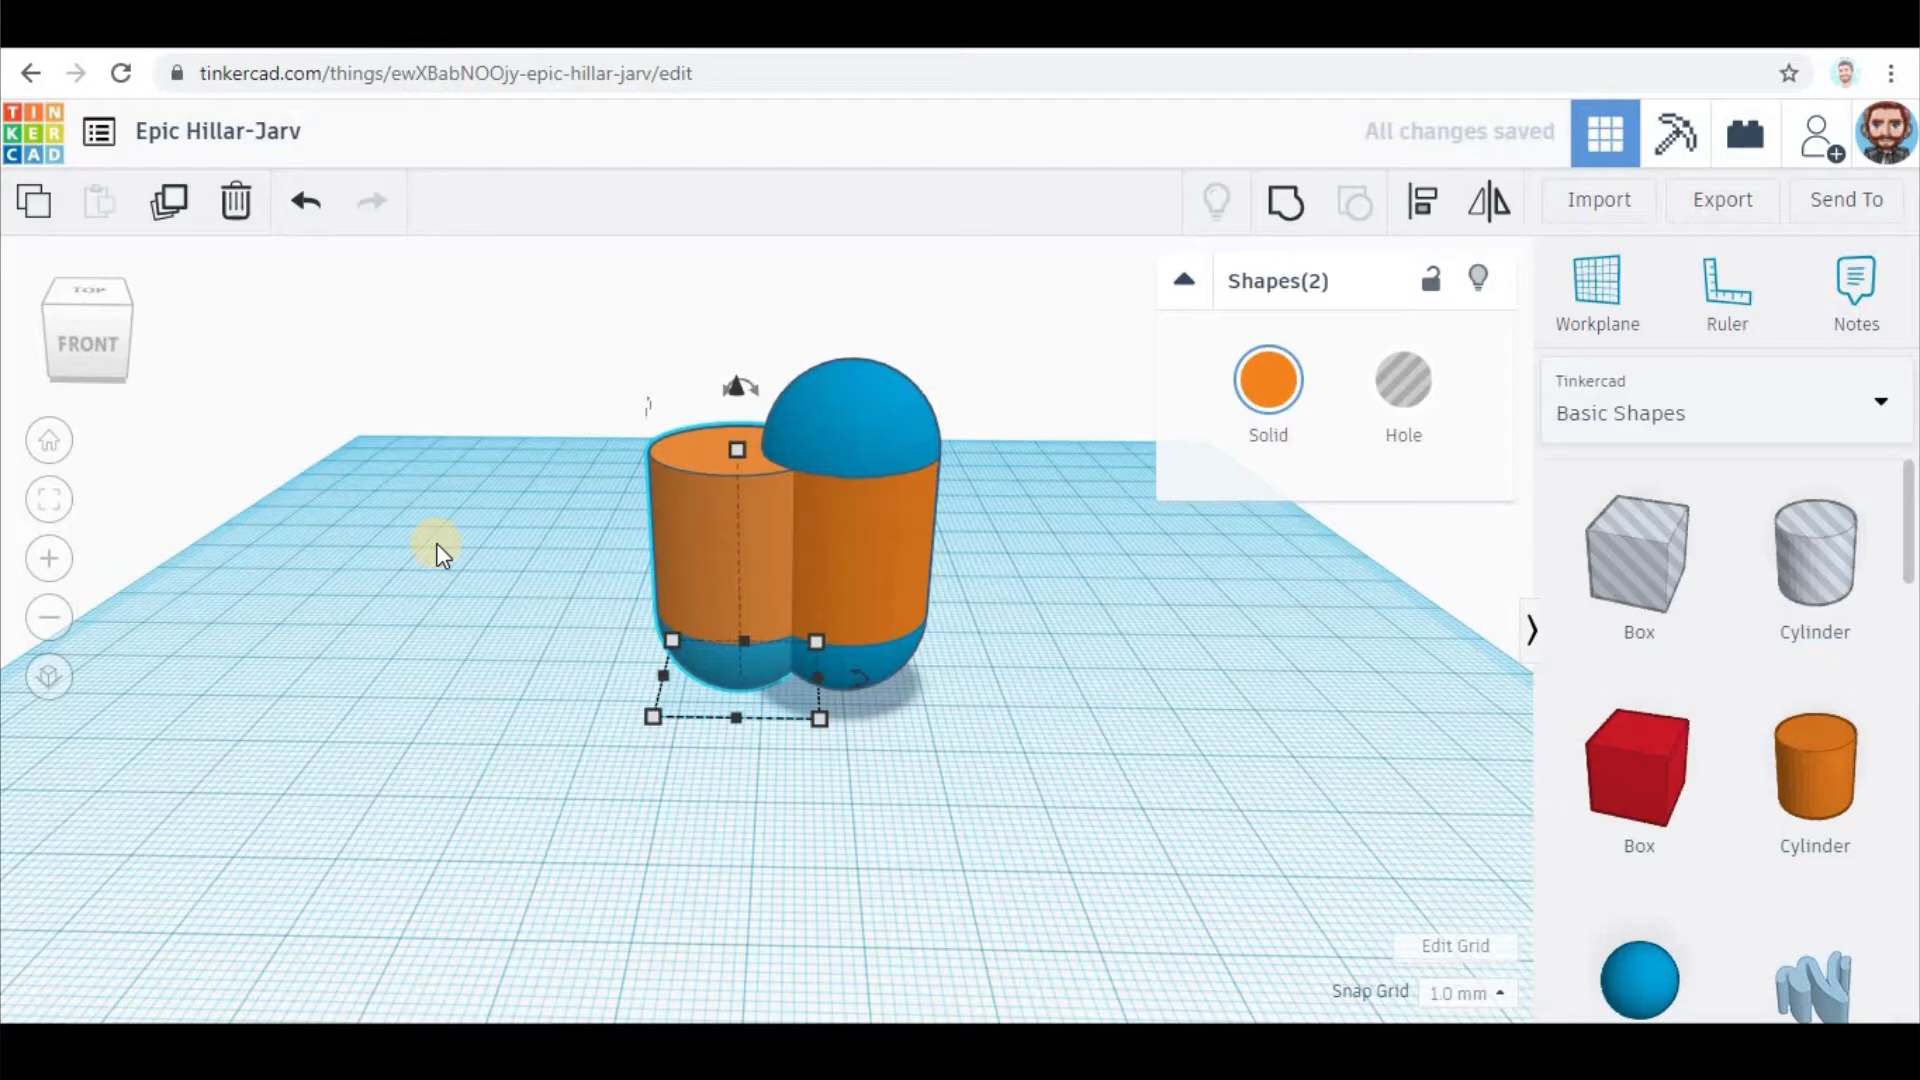 tinkercad.com/things/ewXBabNOOjy-epic-hillar-jarv/edit
TIN
KER
CAD
Epic Hillar-Jarv
All changes saved
Import
Export
Send To
TOP
FRONT
Shapes(2)
Solid
Hole
Workplane
Ruler
Notes
Tinkercad
Basic Shapes
Box
Cylinder
Box
Cylinder
Edit Grid
Snap Grid
1.0 mm